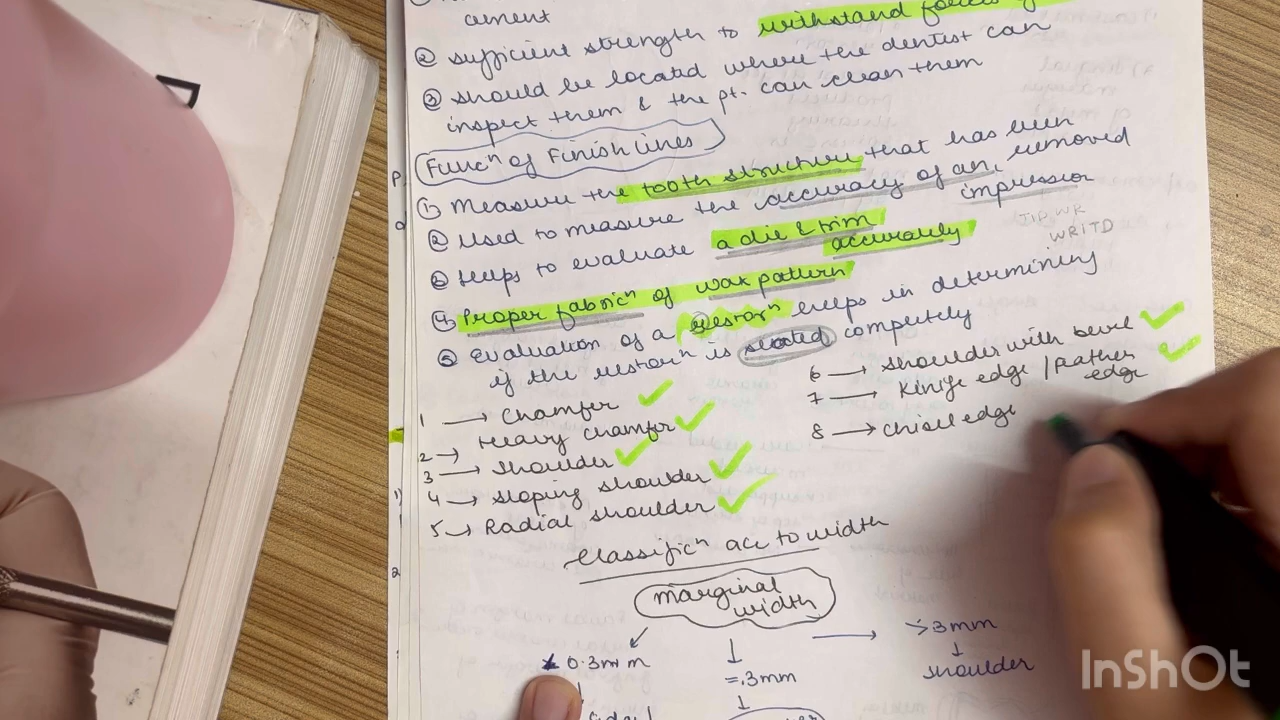 cement
② sufficient strength to withstand forces
③ should be located where the dentist can
inspect them & the pt. can clean them
Funcⁿ of Finish lines
① Measure the tooth structure that has been removed
② Used to measure the accuracy of an impression
③ Helps to evaluate a die & trim accurately
TIP WR
WRITD
④ Proper fabricⁿ of wax pattern
⑤ Evaluation of a restorⁿ helps in determining
if the restorⁿ is seated completely
1 → Chamfer ✓
2 → Heavy chamfer ✓
3 → Shoulder ✓
4 → Sloping shoulder ✓
5 → Radial shoulder ✓
6 → shoulder with bevel ✓
7 → Knife edge / feather edge ✓
8 → chisel edge
Classificⁿ acc to width
marginal
width
0.3mm
=.3mm
>3mm
↓
shoulder
InShOt